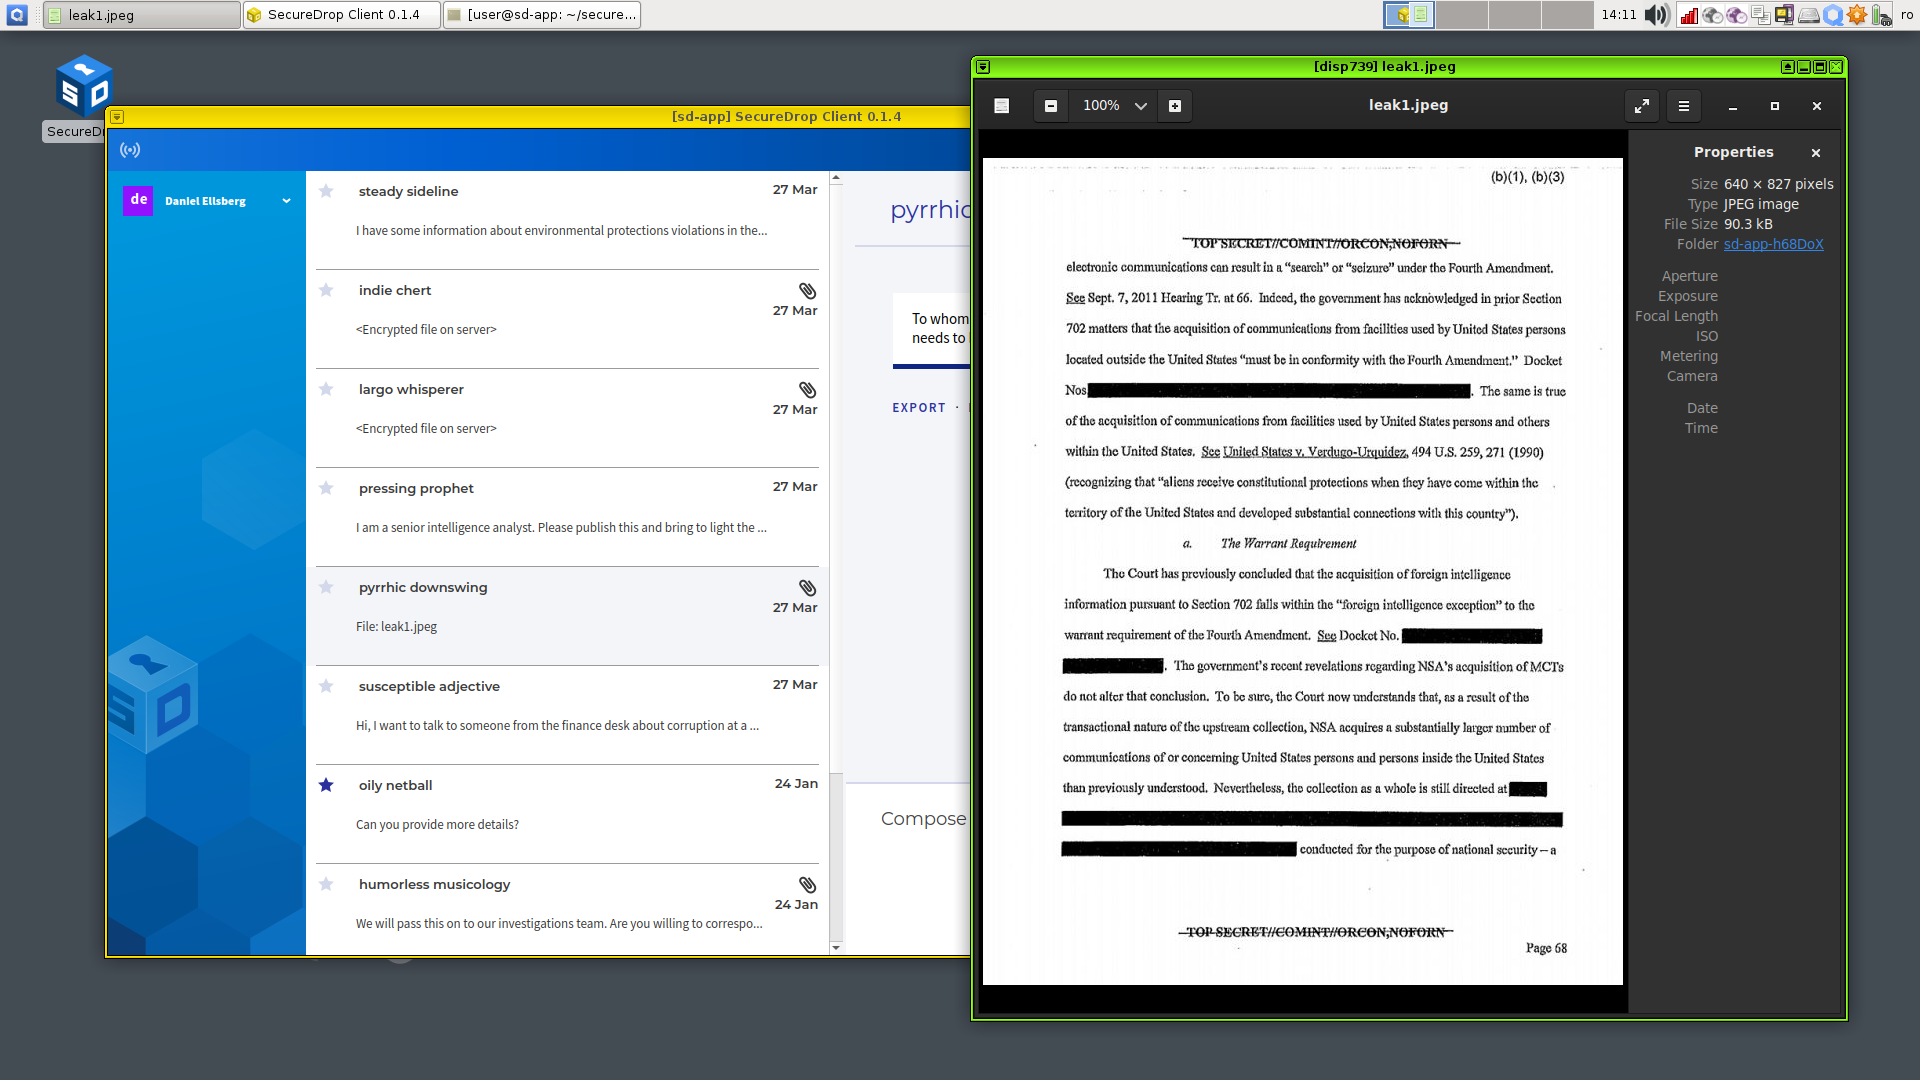 leak1.jpeg
SecureDrop Client 0.1.4
[user@sd-app: ~/secure...
14:11
ro
SecureDr
[sd-app] SecureDrop Client 0.1.4
de
Daniel Ellsberg
steady sideline
27 Mar
I have some information about environmental protections violations in the...
indie chert
27 Mar
<Encrypted file on server>
largo whisperer
27 Mar
<Encrypted file on server>
pressing prophet
27 Mar
I am a senior intelligence analyst. Please publish this and bring to light the ...
pyrrhic downswing
27 Mar
File: leak1.jpeg
susceptible adjective
27 Mar
Hi, I want to talk to someone from the finance desk about corruption at a ...
oily netball
24 Jan
Can you provide more details?
humorless musicology
24 Jan
We will pass this on to our investigations team. Are you willing to correspo...
pyrrhic
To whom
needs to
EXPORT ·
Compose
[disp739] leak1.jpeg
100%
leak1.jpeg
(b)(1), (b)(3)
TOP SECRET//COMINT//ORCON,NOFORN
electronic communications can result in a “search” or “seizure” under the Fourth Amendment.
See Sept. 7, 2011 Hearing Tr. at 66. Indeed, the government has acknowledged in prior Section
702 matters that the acquisition of communications from facilities used by United States persons
located outside the United States “must be in conformity with the Fourth Amendment.” Docket
Nos. . The same is true
of the acquisition of communications from facilities used by United States persons and others
within the United States. See United States v. Verdugo-Urquidez, 494 U.S. 259, 271 (1990)
(recognizing that “aliens receive constitutional protections when they have come within the
territory of the United States and developed substantial connections with this country”).
a. The Warrant Requirement
The Court has previously concluded that the acquisition of foreign intelligence
information pursuant to Section 702 falls within the “foreign intelligence exception” to the
warrant requirement of the Fourth Amendment. See Docket No.
. The government’s recent revelations regarding NSA’s acquisition of MCTs
do not alter that conclusion. To be sure, the Court now understands that, as a result of the
transactional nature of the upstream collection, NSA acquires a substantially larger number of
communications of or concerning United States persons and persons inside the United States
than previously understood. Nevertheless, the collection as a whole is still directed at
conducted for the purpose of national security – a
TOP SECRET//COMINT//ORCON,NOFORN
Page 68
Properties
Size 640 × 827 pixels
Type JPEG image
File Size 90.3 kB
Folder sd-app-h68DoX
Aperture
Exposure
Focal Length
ISO
Metering
Camera
Date
Time